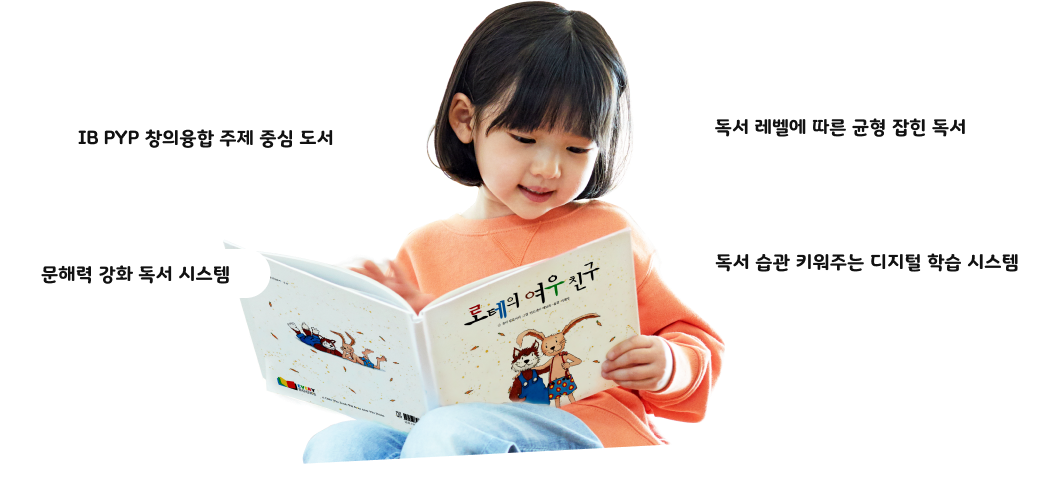 IB PYP 창의융합 주제 중심 도서
독서 레벨에 따른 균형 잡힌 독서
문해력 강화 독서 시스템
독서 습관 키워주는 디지털 학습 시스템
로테의 여우 친구